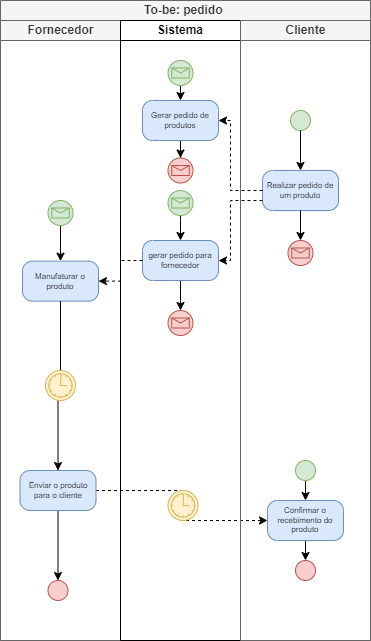 To-be: pedido
Fornecedor
Sistema
Cliente
Gerar pedido de
produtos
Realizar pedido de
um produto
gerar pedido para
fornecedor
Manufaturar o
produto
Enviar o produto
para o cliente
Confirmar o
recebimento do
produto